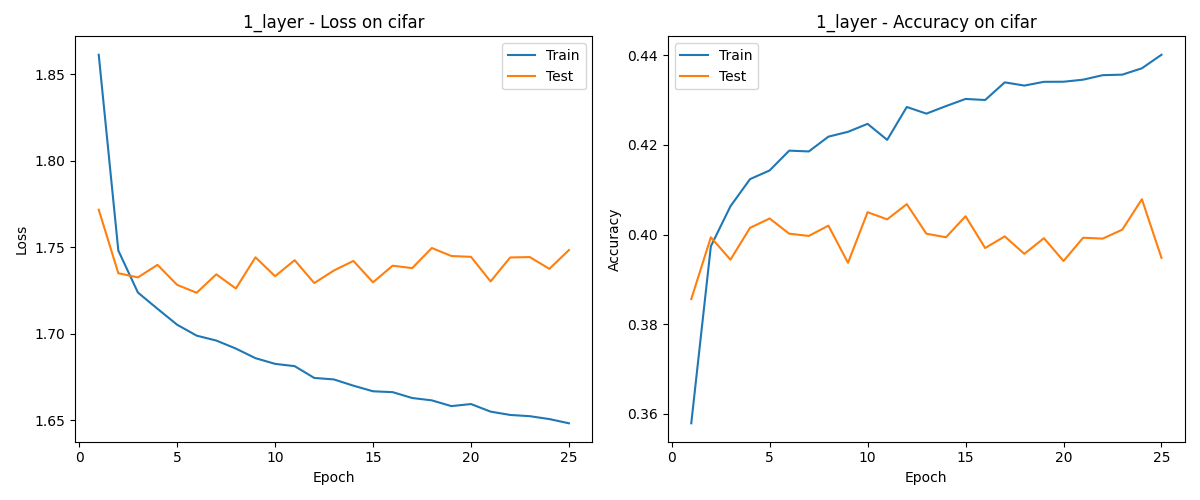 1_layer - Loss on cifar
Train
Test
1.85
1.80
1.75
1.70
1.65
Loss
0
5
10
15
20
25
Epoch
1_layer - Accuracy on cifar
Train
Test
0.44
0.42
0.40
0.38
0.36
Accuracy
0
5
10
15
20
25
Epoch